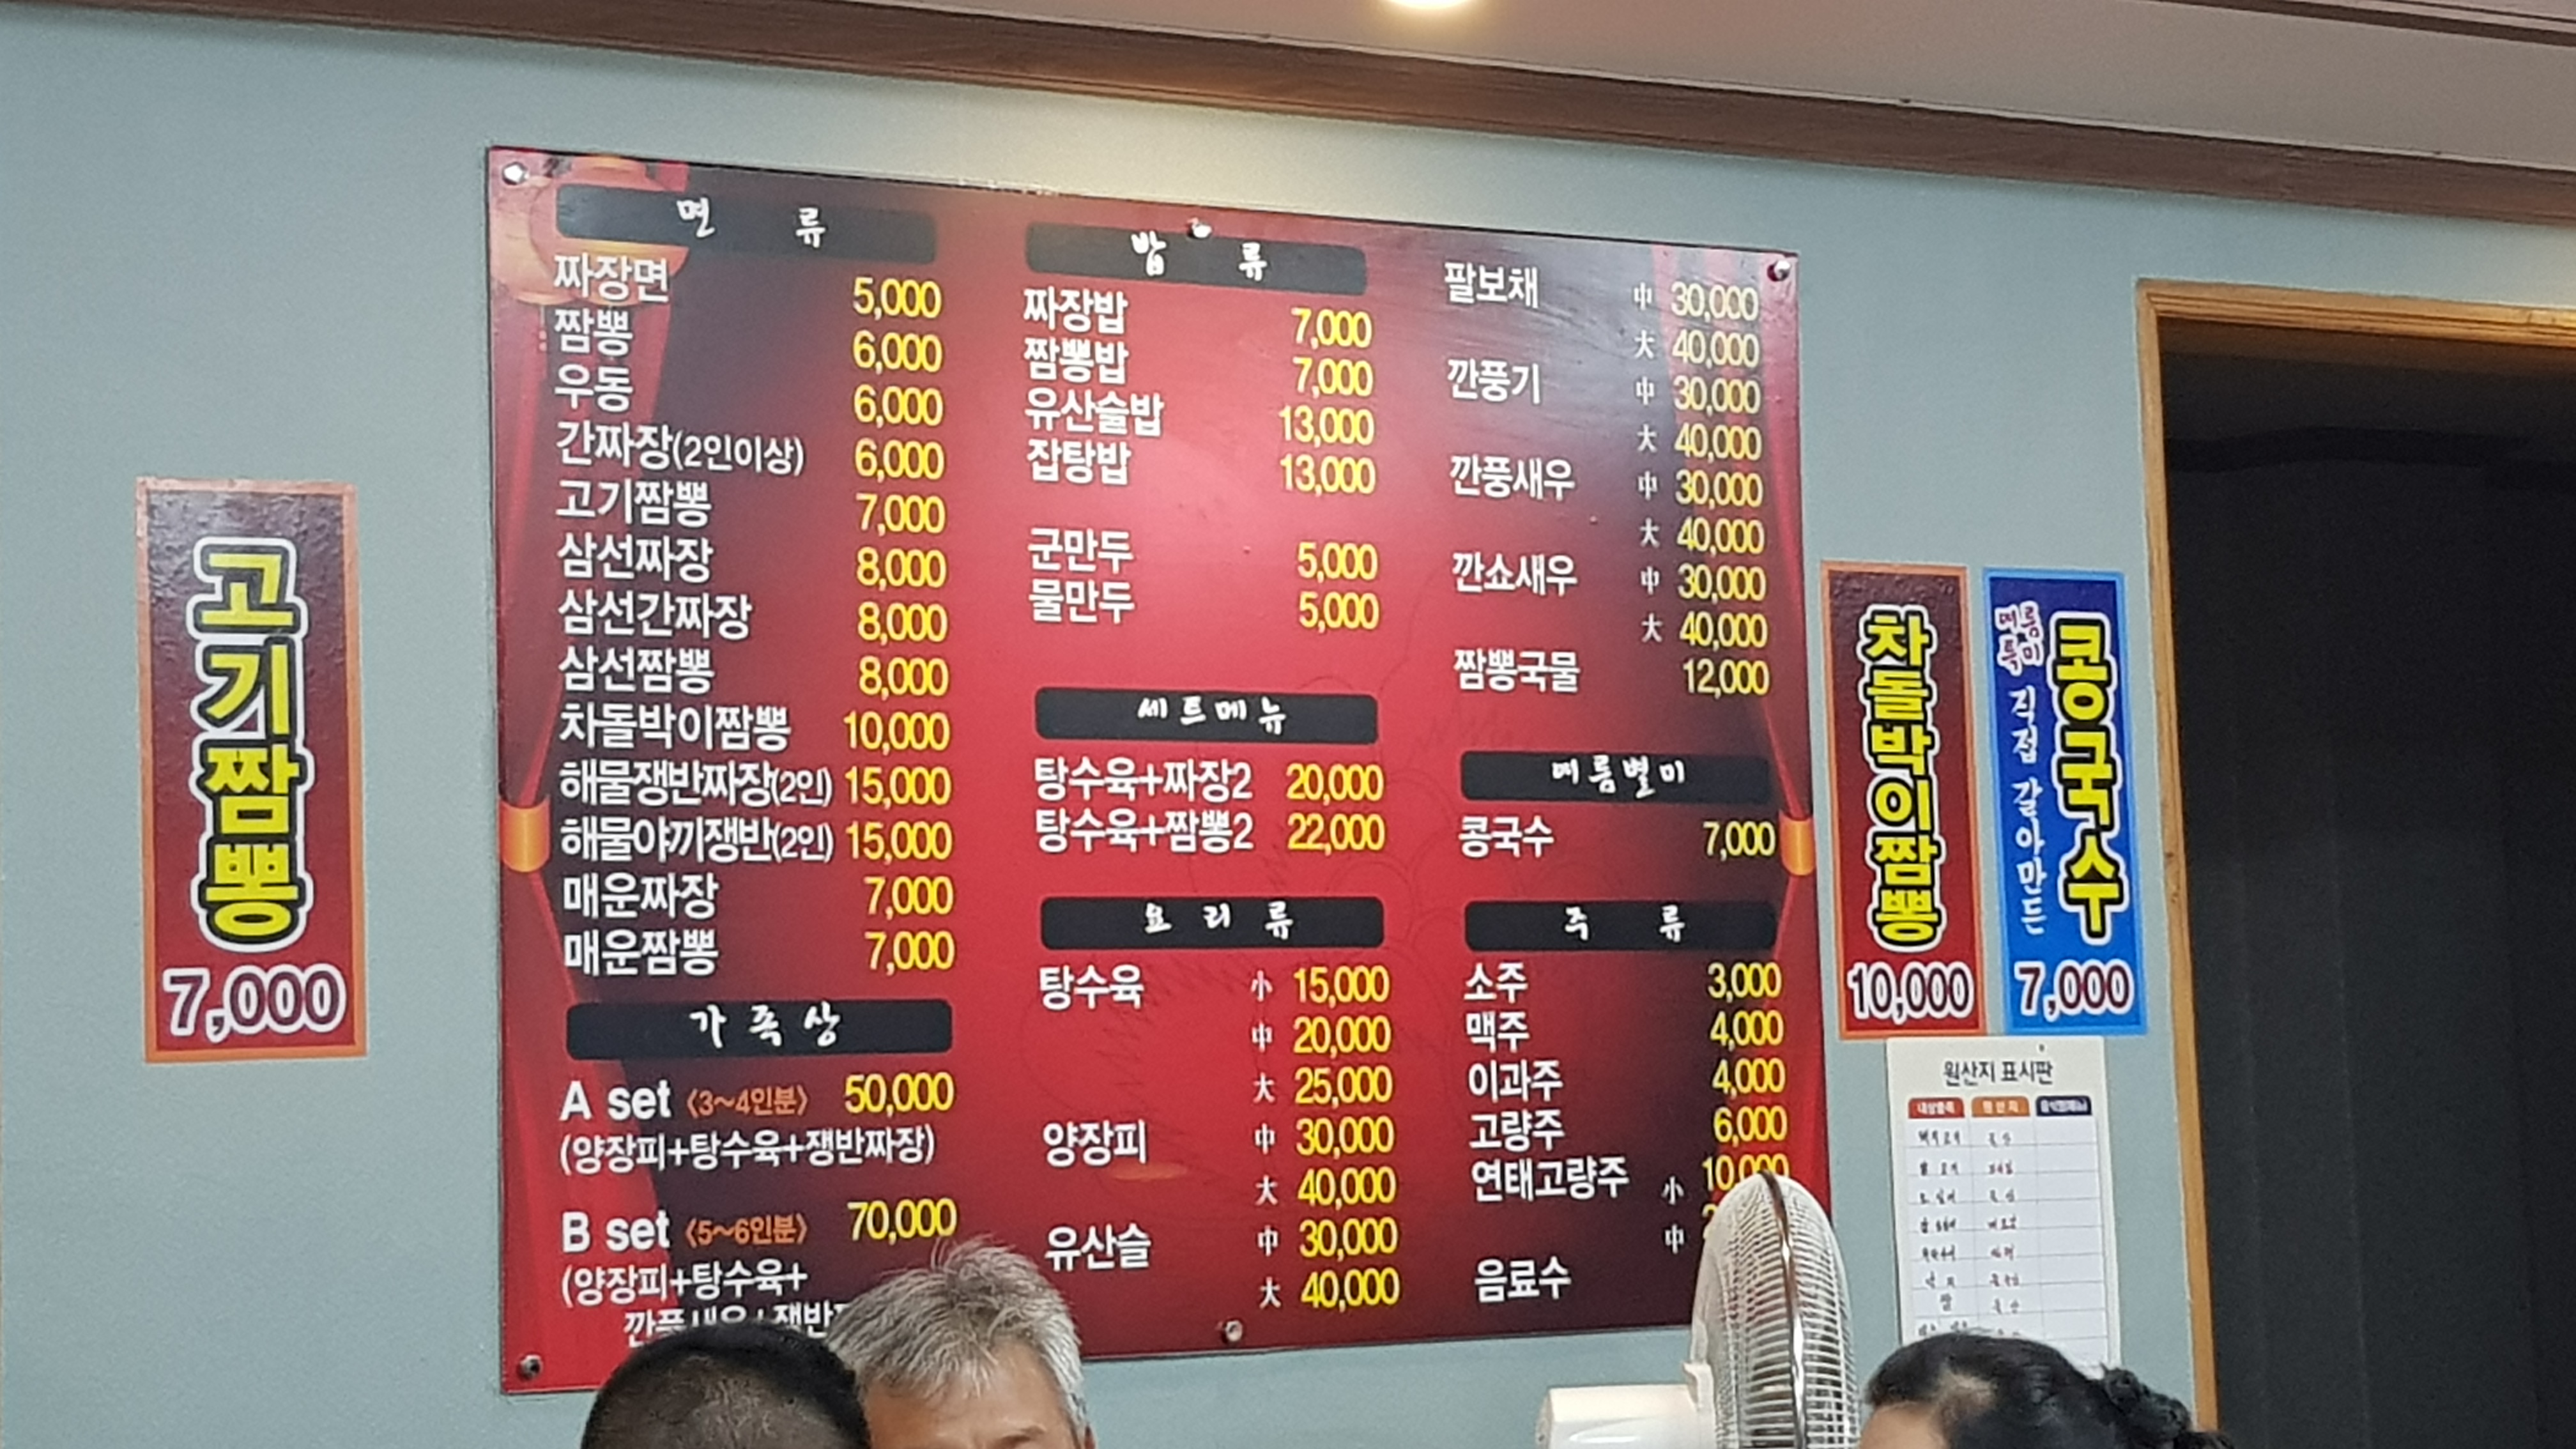 고기짬뽕
7,000
면 류
짜장면 5,000
짬뽕 6,000
우동 6,000
간짜장(2인이상) 6,000
고기짬뽕 7,000
삼선짜장 8,000
삼선간짜장 8,000
삼선짬뽕 8,000
차돌박이짬뽕 10,000
해물쟁반짜장(2인) 15,000
해물야끼쟁반(2인) 15,000
매운짜장 7,000
매운짬뽕 7,000
가족상
A set 〈3~4인분〉 50,000
(양장피+탕수육+쟁반짜장)
B set 〈5~6인분〉 70,000
(양장피+탕수육+
밥 류
짜장밥 7,000
짬뽕밥 7,000
유산슬밥 13,000
잡탕밥 13,000
군만두 5,000
물만두 5,000
세트메뉴
탕수육+짜장2 20,000
탕수육+짬뽕2 22,000
요리류
탕수육 小 15,000
中 20,000
大 25,000
양장피 中 30,000
大 40,000
유산슬 中 30,000
大 40,000
팔보채 中 30,000
大 40,000
깐풍기 中 30,000
大 40,000
깐풍새우 中 30,000
大 40,000
깐쇼새우 中 30,000
大 40,000
짬뽕국물 12,000
여름별미
콩국수 7,000
주 류
소주 3,000
맥주 4,000
이과주 4,000
고량주 6,000
연태고량주 小 10,000
中
음료수
차돌박이짬뽕
10,000
여름특미
직접 갈아만든
콩국수
7,000
원산지 표시판